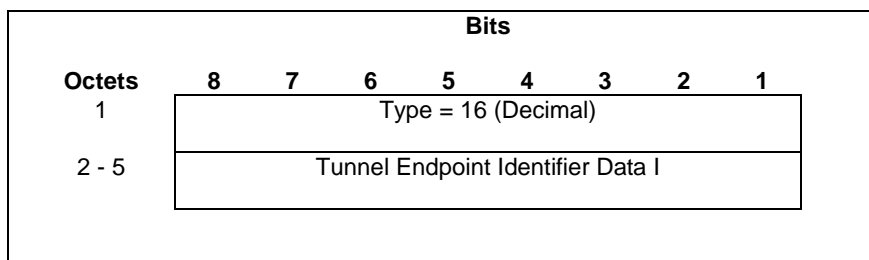 Bits
Octets 8 7 6 5 4 3 2 1
1 Type = 16 (Decimal)
2 - 5 Tunnel Endpoint Identifier Data I